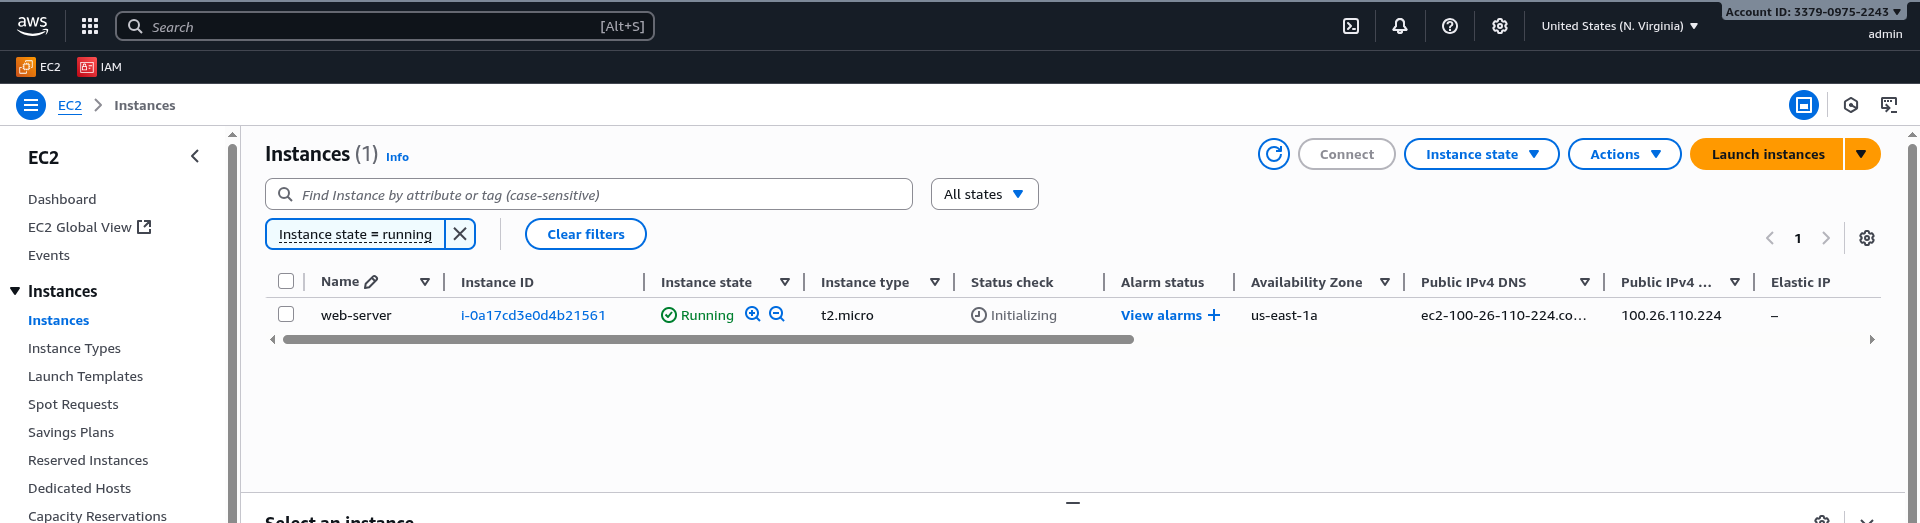 aws
Search [Alt+S]
United States (N. Virginia)
Account ID: 3379-0975-2243
admin
EC2 IAM
EC2 Instances
EC2
Dashboard
EC2 Global View
Events
Instances
Instances
Instance Types
Launch Templates
Spot Requests
Savings Plans
Reserved Instances
Dedicated Hosts
Capacity Reservations
Instances (1) Info
Connect Instance state Actions Launch instances
Find Instance by attribute or tag (case-sensitive) All states
Instance state = running Clear filters
1
Name Instance ID Instance state Instance type Status check Alarm status Availability Zone Public IPv4 DNS Public IPv4 ... Elastic IP
web-server i-0a17cd3e0d4b21561 Running t2.micro Initializing View alarms + us-east-1a ec2-100-26-110-224.co... 100.26.110.224 –
Select an instance